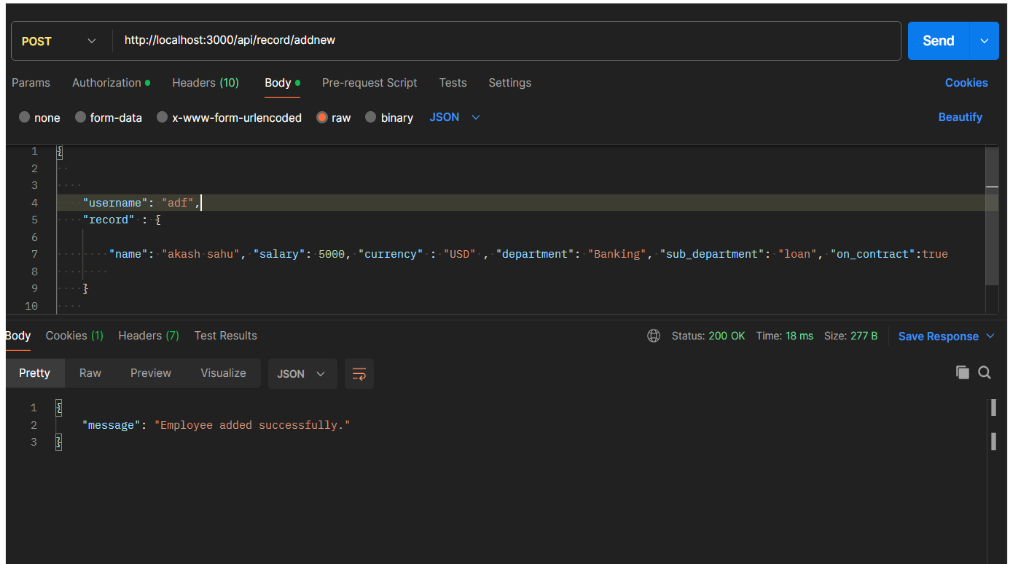 POST http://localhost:3000/api/record/addnew Send
Params Authorization Headers (10) Body Pre-request Script Tests Settings Cookies
none form-data x-www-form-urlencoded raw binary JSON Beautify
1 {
2
3
4 "username": "adf",
5 "record" : {
6
7 "name": "akash sahu", "salary": 5000, "currency" : "USD" , "department": "Banking", "sub_department": "loan", "on_contract":true
8
9 }
10
Body Cookies (1) Headers (7) Test Results Status: 200 OK Time: 18 ms Size: 277 B Save Response
Pretty Raw Preview Visualize JSON
1 {
2 "message": "Employee added successfully."
3 }